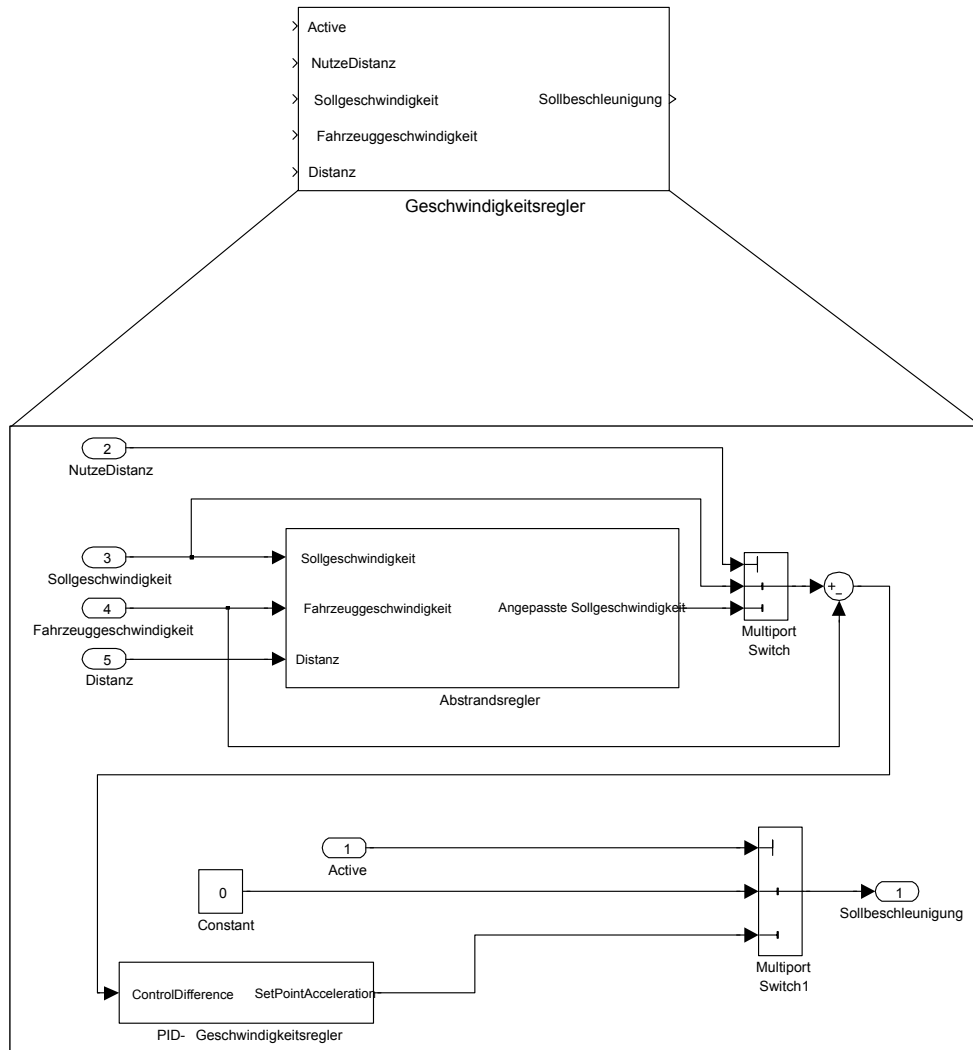 Active
NutzeDistanz
Sollgeschwindigkeit
Sollbeschleunigung
Fahrzeuggeschwindigkeit
Distanz
Geschwindigkeitsregler
2
NutzeDistanz
3
Sollgeschwindigkeit
4
Fahrzeuggeschwindigkeit
5
Distanz
Sollgeschwindigkeit
Fahrzeuggeschwindigkeit
Angepasste Sollgeschwindigkeit
Distanz
Abstrandsregler
Multiport
Switch
+
−
1
Active
0
Constant
ControlDifference
SetPointAcceleration
PID- Geschwindigkeitsregler
Multiport
Switch1
1
Sollbeschleunigung